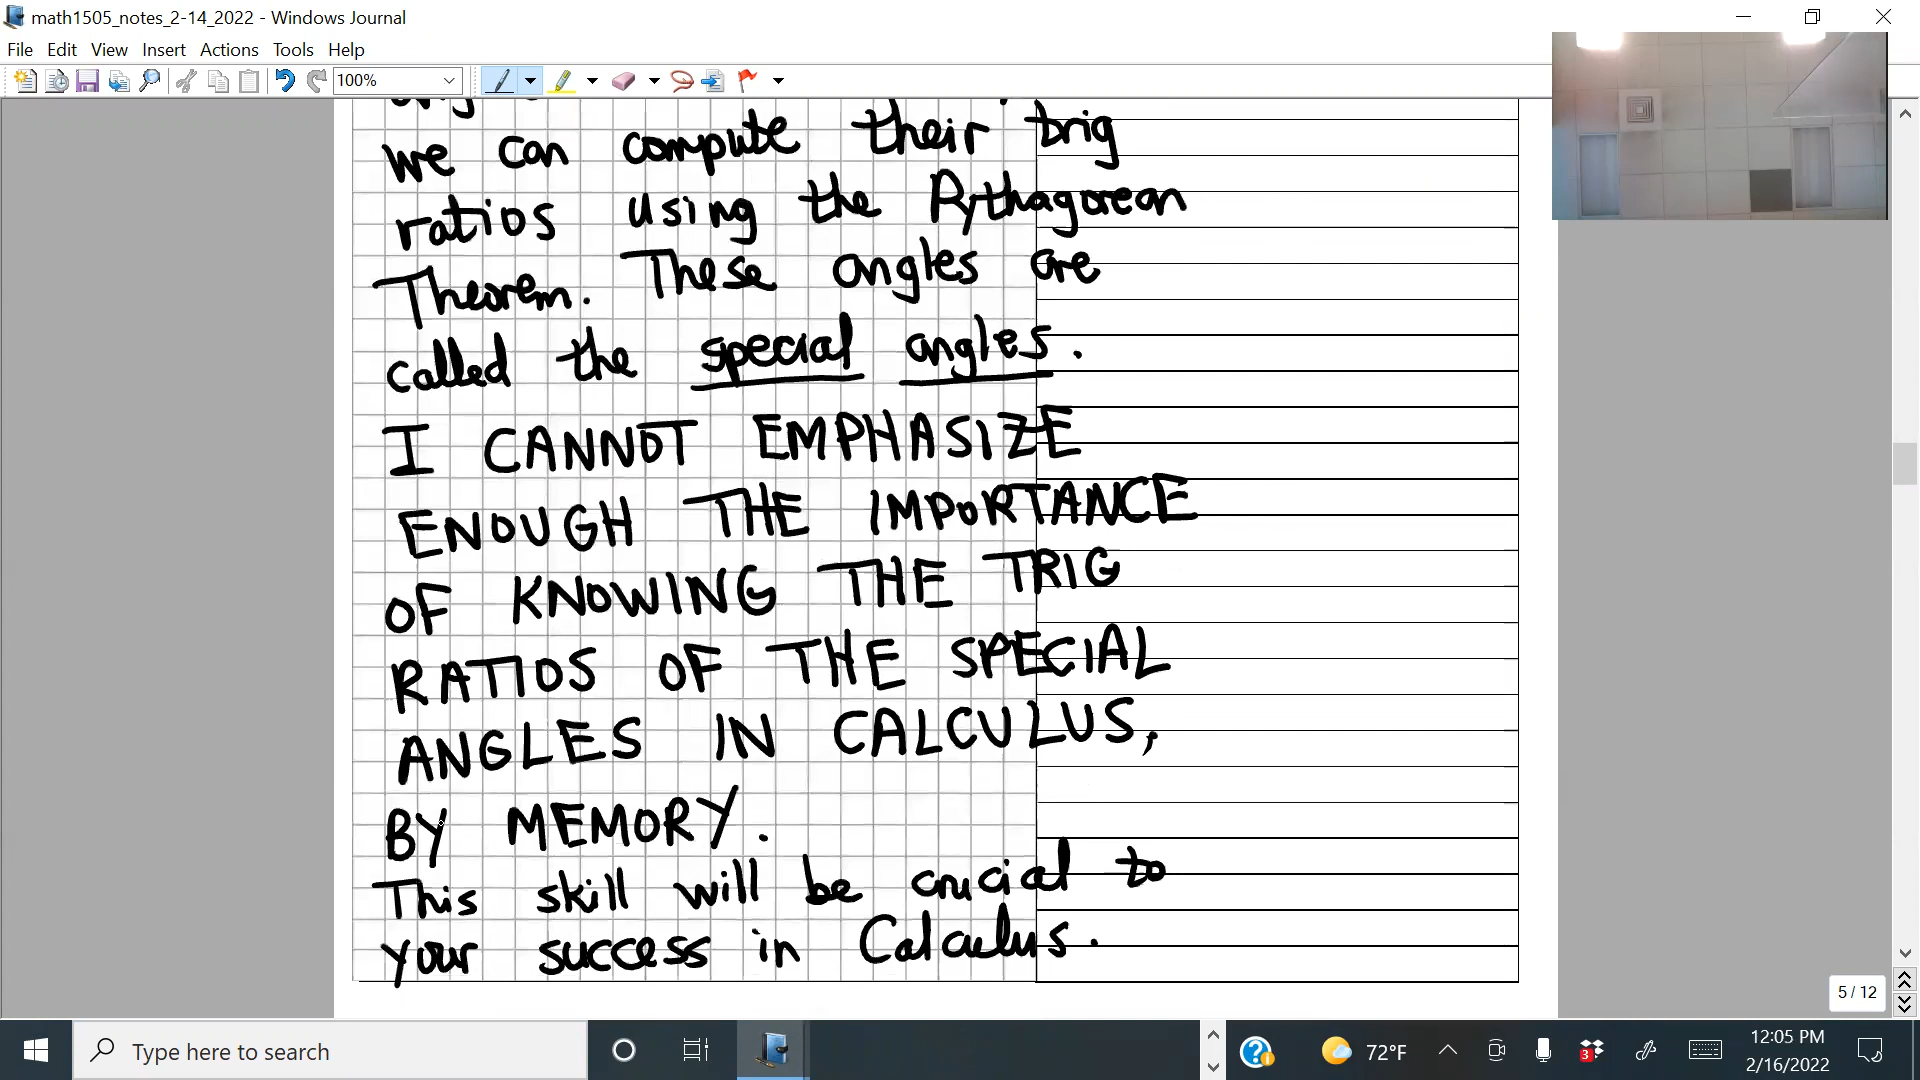 math1505_notes_2-14_2022 - Windows Journal
File Edit View Insert Actions Tools Help
100%
we can compute their trig
ratios using the Pythagorean
Theorem. These angles are
called the special angles.
I CANNOT EMPHASIZE
ENOUGH THE IMPORTANCE
OF KNOWING THE TRIG
RATIOS OF THE SPECIAL
ANGLES IN CALCULUS,
BY MEMORY.
This skill will be crucial to
your success in Calculus.
5 / 12
Type here to search
72°F
3
12:05 PM
2/16/2022